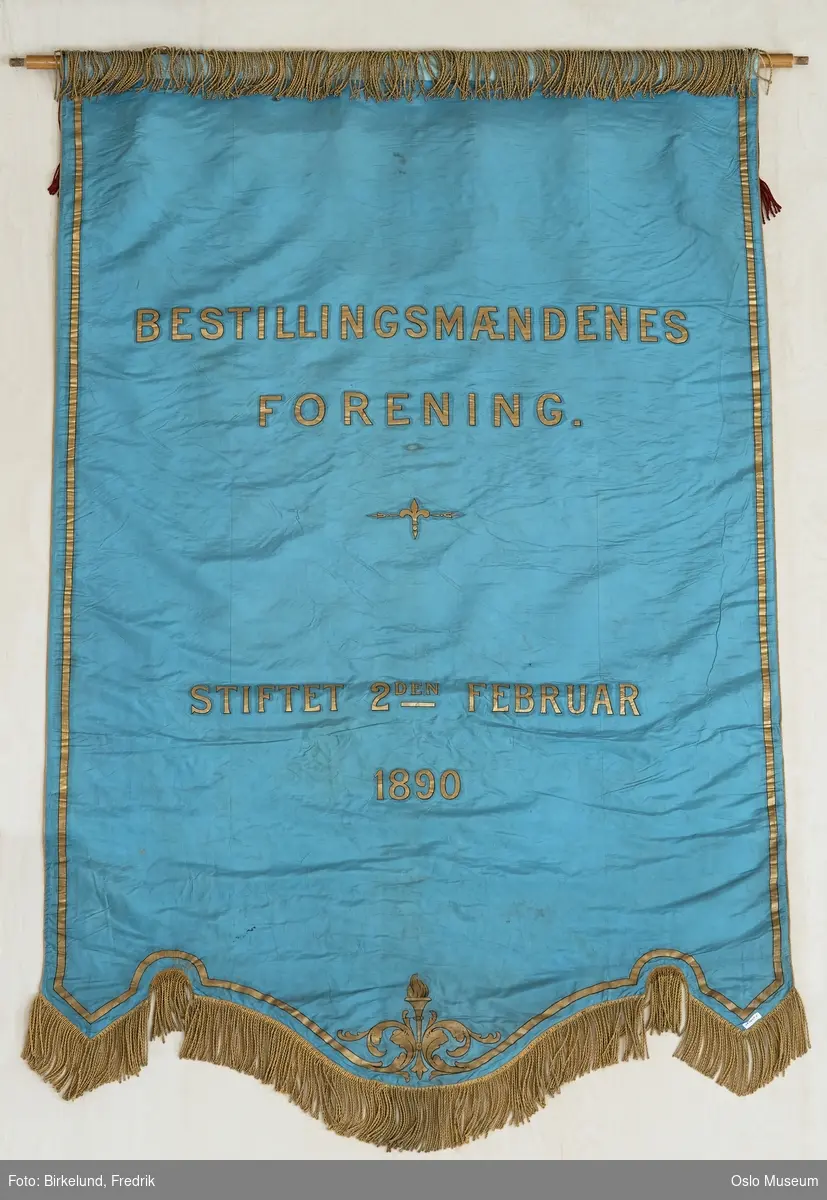 BESTILLINGSMÆNDENES
FORENING.
STIFTET 2DEN FEBRUAR
1890
Foto: Birkelund, Fredrik
Oslo Museum